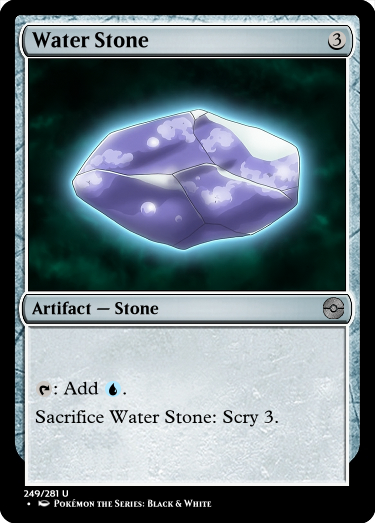 Water Stone 3
Artifact — Stone
: Add .
Sacrifice Water Stone: Scry 3.
249/281 U
• Pokémon the Series: Black & White